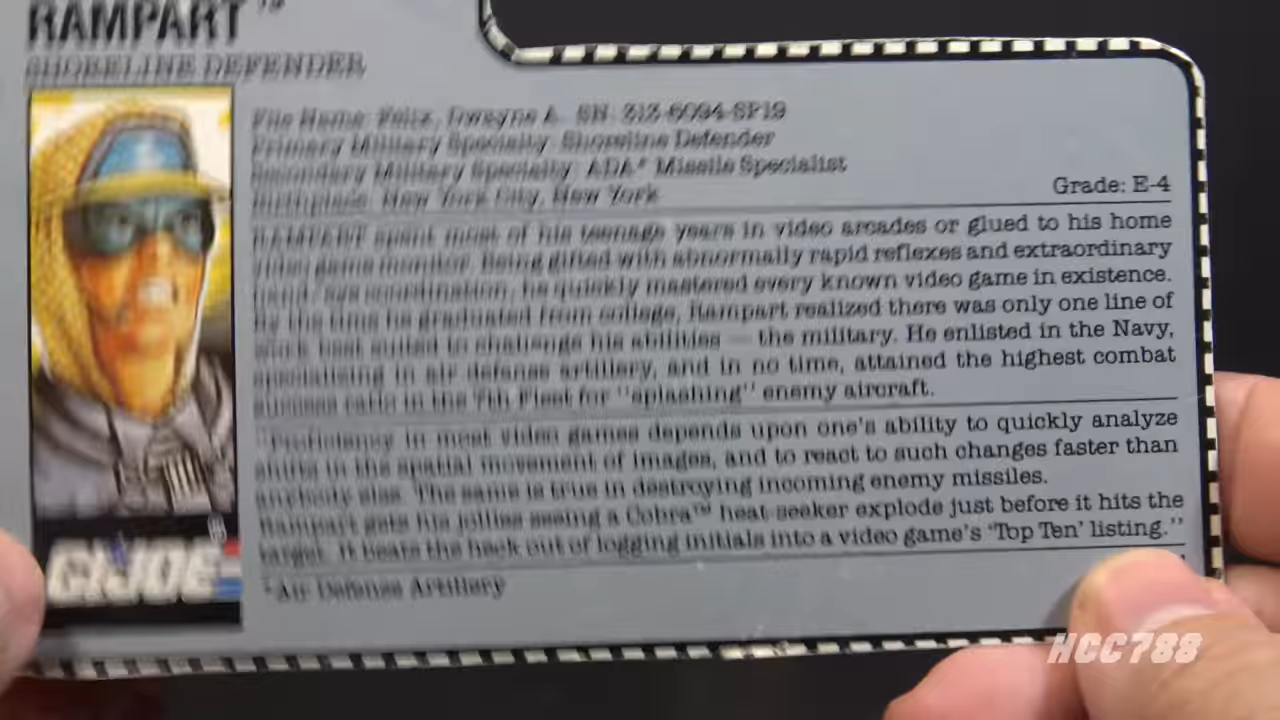 RAMPART™
SHORELINE DEFENDER
File Name: Felix, Dwayne A. SN: 313-6094-SF19
Primary Military Specialty: Shoreline Defender
Secondary Military Specialty: ADA* Missile Specialist
Birthplace: New York City, New York
Grade: E-4
RAMPART spent most of his teenage years in video arcades or glued to his home
video game monitor. Being gifted with abnormally rapid reflexes and extraordinary
hand/eye coordination, he quickly mastered every known video game in existence.
By the time he graduated from college, Rampart realized there was only one line of
work best suited to challenge his abilities — the military. He enlisted in the Navy,
specializing in air defense artillery, and in no time, attained the highest combat
success ratio in the 7th Fleet for "splashing" enemy aircraft.
"Proficiency in most video games depends upon one's ability to quickly analyze
shifts in the spatial movement of images, and to react to such changes faster than
anybody else. The same is true in destroying incoming enemy missiles.
Rampart gets his jollies seeing a Cobra™ heat-seeker explode just before it hits the
target. It beats the heck out of logging initials into a video game's 'Top Ten' listing."
*Air Defense Artillery
G.I. JOE®
HCC788